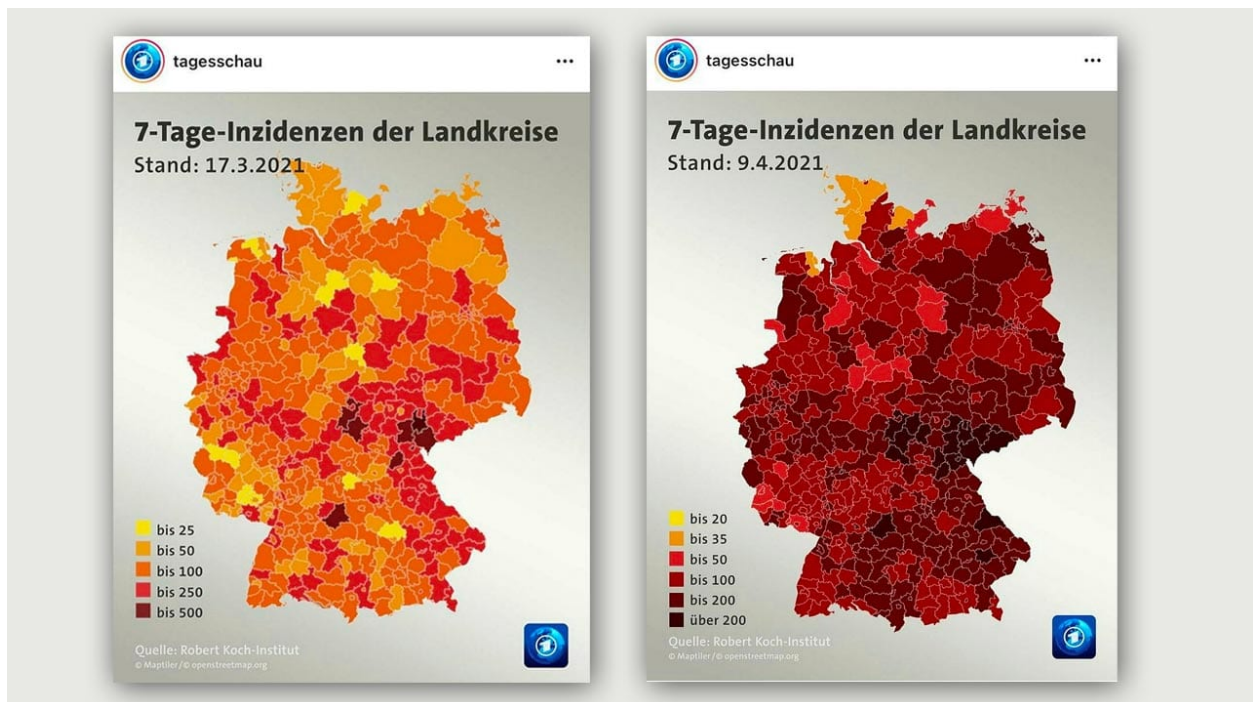 tagesschau
7-Tage-Inzidenzen der Landkreise
Stand: 17.3.2021
bis 25
bis 50
bis 100
bis 250
bis 500
Quelle: Robert Koch-Institut
© Maptiler/© openstreetmap.org
tagesschau
7-Tage-Inzidenzen der Landkreise
Stand: 9.4.2021
bis 20
bis 35
bis 50
bis 100
bis 200
über 200
Quelle: Robert Koch-Institut
© Maptiler/© openstreetmap.org